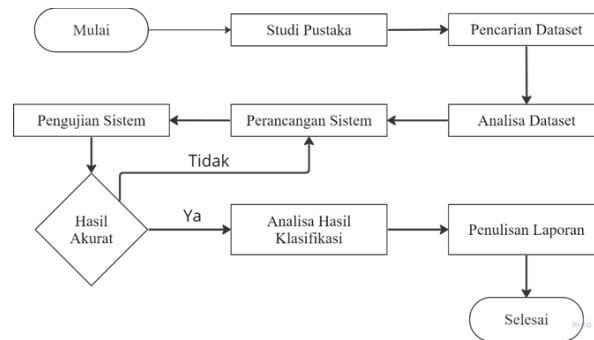 Mulai
Studi Pustaka
Pencarian Dataset
Pengujian Sistem
Perancangan Sistem
Analisa Dataset
Tidak
Hasil
Akurat
Ya
Analisa Hasil
Klasifikasi
Penulisan Laporan
Selesai
miro